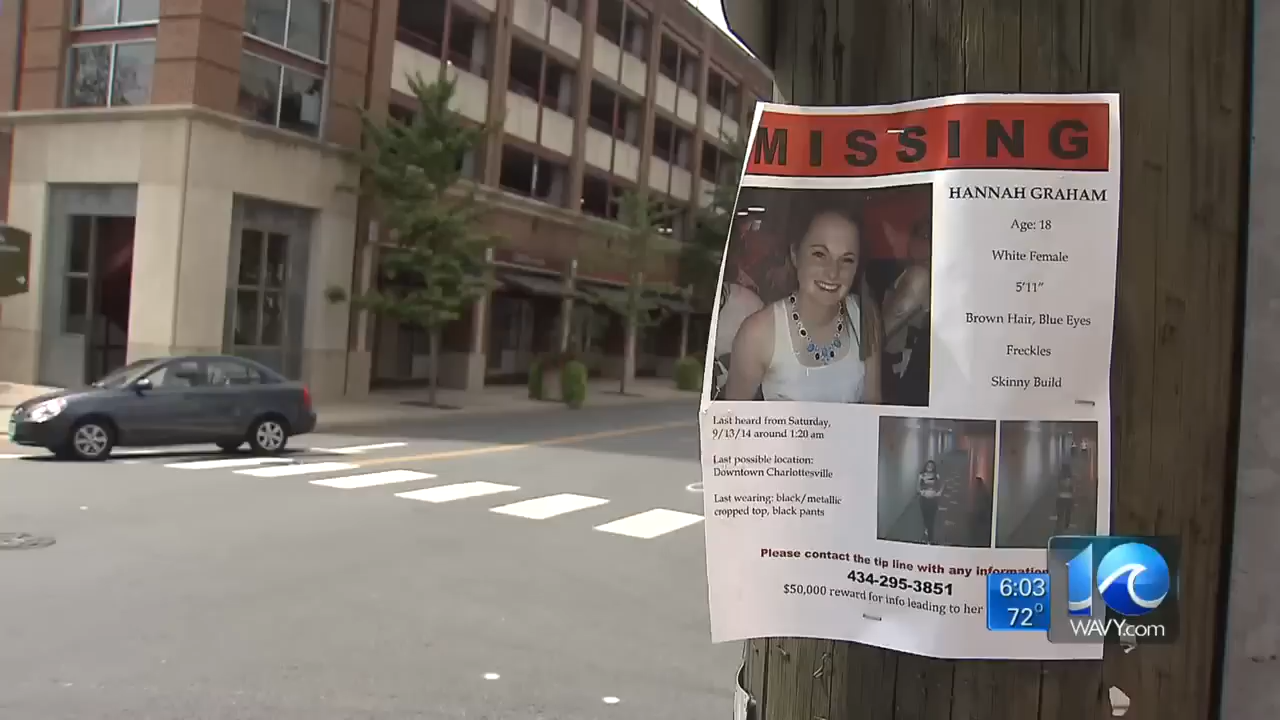 MISSING
HANNAH GRAHAM
Age: 18
White Female
5'11"
Brown Hair, Blue Eyes
Freckles
Skinny Build
Last heard from Saturday,
9/13/14 around 1:20 am
Last possible location:
Downtown Charlottesville
Last wearing: black/metallic
cropped top, black pants
Please contact the tip line with any information
434-295-3851
$50,000 reward for info leading to her
6:03
72°
10
WAVY.com